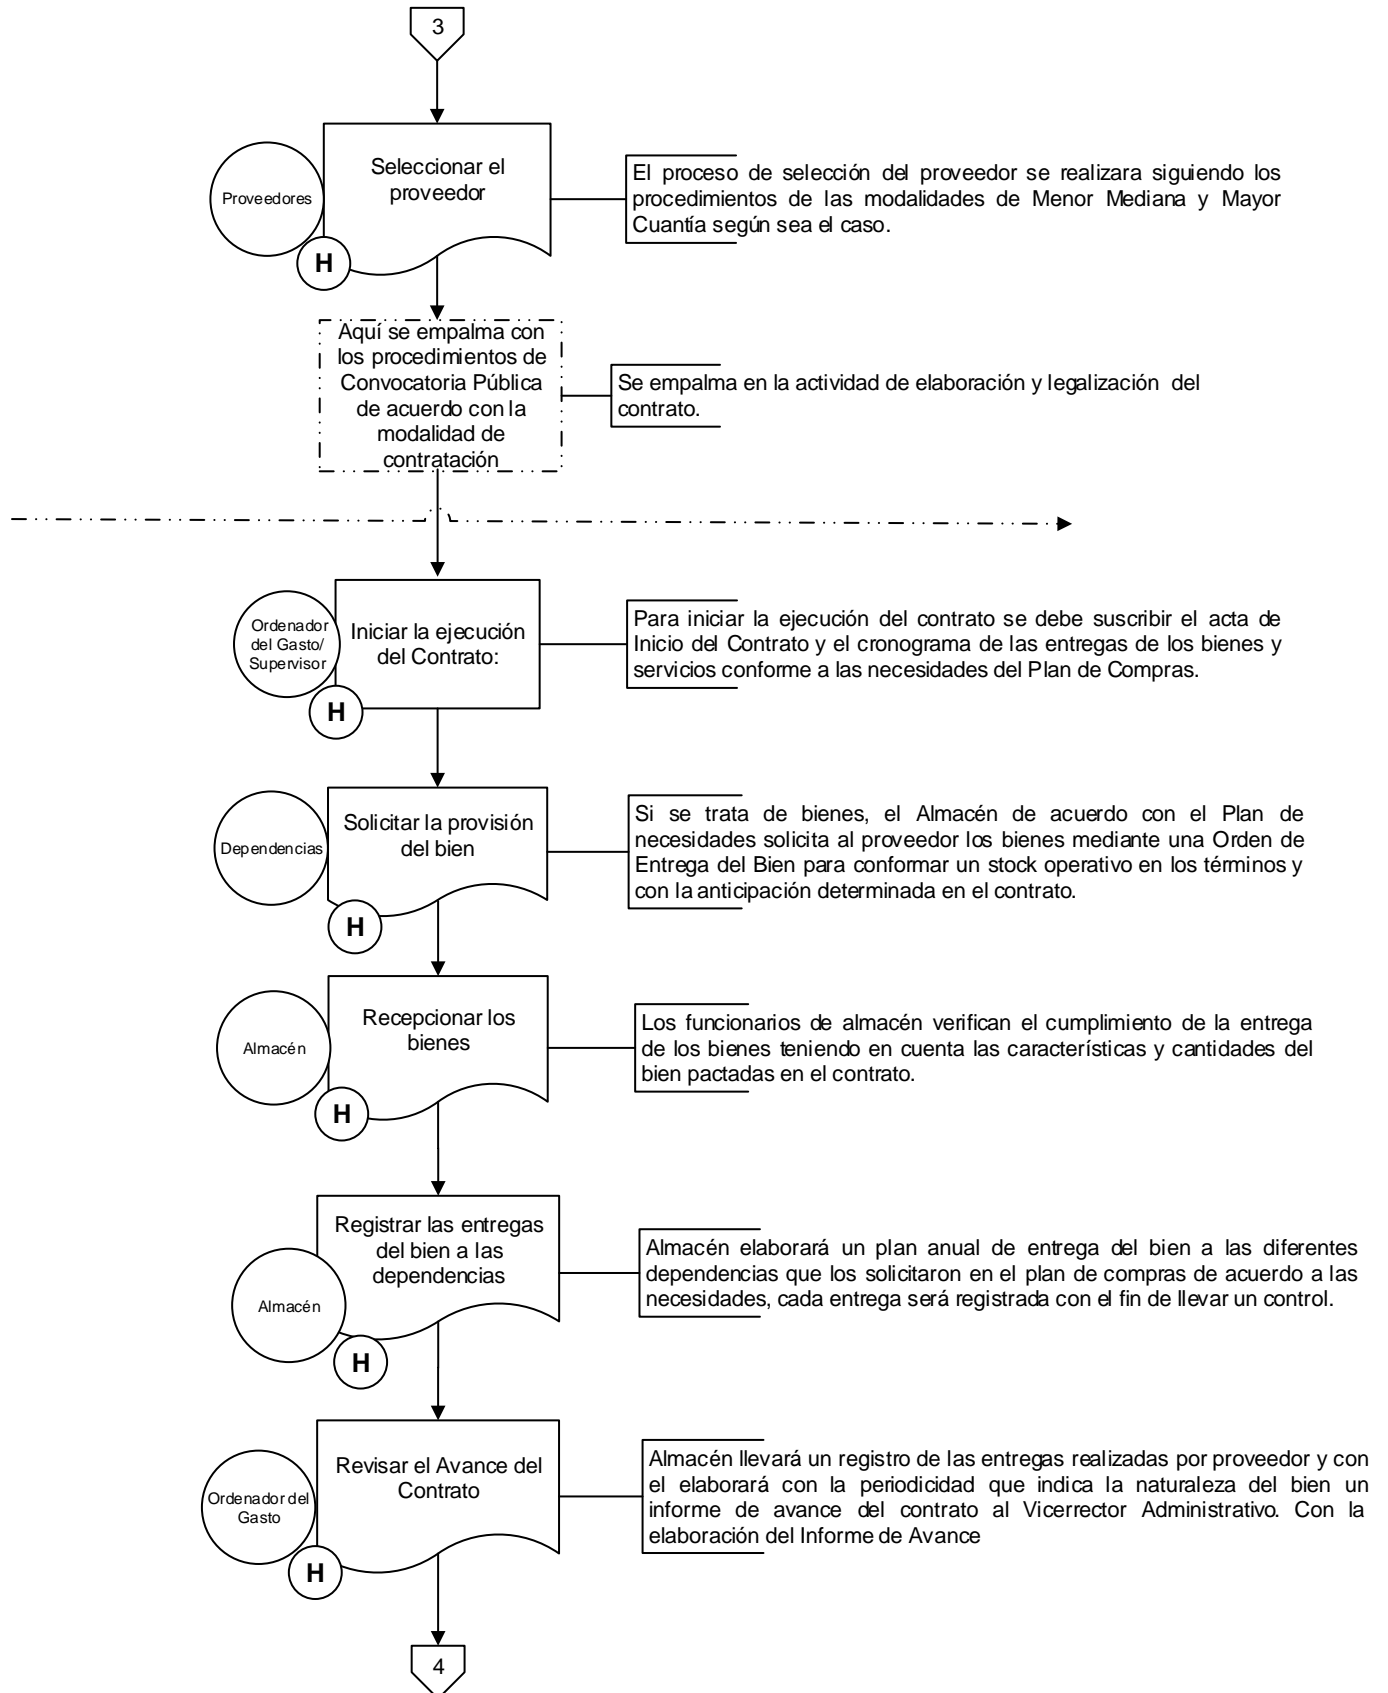 3
Seleccionar el
proveedor
Proveedores
H
El proceso de selección del proveedor se realizara siguiendo los
procedimientos de las modalidades de Menor Mediana y Mayor
Cuantía según sea el caso.
Aquí se empalma con
los procedimientos de
Convocatoria Pública
de acuerdo con la
modalidad de
contratación
Se empalma en la actividad de elaboración y legalización del
contrato.
Ordenador
del Gasto/
Supervisor
Iniciar la ejecución
del Contrato:
H
Para iniciar la ejecución del contrato se debe suscribir el acta de
Inicio del Contrato y el cronograma de las entregas de los bienes y
servicios conforme a las necesidades del Plan de Compras.
Dependencias
Solicitar la provisión
del bien
H
Si se trata de bienes, el Almacén de acuerdo con el Plan de
necesidades solicita al proveedor los bienes mediante una Orden de
Entrega del Bien para conformar un stock operativo en los términos y
con la anticipación determinada en el contrato.
Almacén
Recepcionar los
bienes
H
Los funcionarios de almacén verifican el cumplimiento de la entrega
de los bienes teniendo en cuenta las características y cantidades del
bien pactadas en el contrato.
Almacén
Registrar las entregas
del bien a las
dependencias
H
Almacén elaborará un plan anual de entrega del bien a las diferentes
dependencias que los solicitaron en el plan de compras de acuerdo a las
necesidades, cada entrega será registrada con el fin de llevar un control.
Ordenador del
Gasto
Revisar el Avance del
Contrato
H
Almacén llevará un registro de las entregas realizadas por proveedor y con
el elaborará con la periodicidad que indica la naturaleza del bien un
informe de avance del contrato al Vicerrector Administrativo. Con la
elaboración del Informe de Avance
4